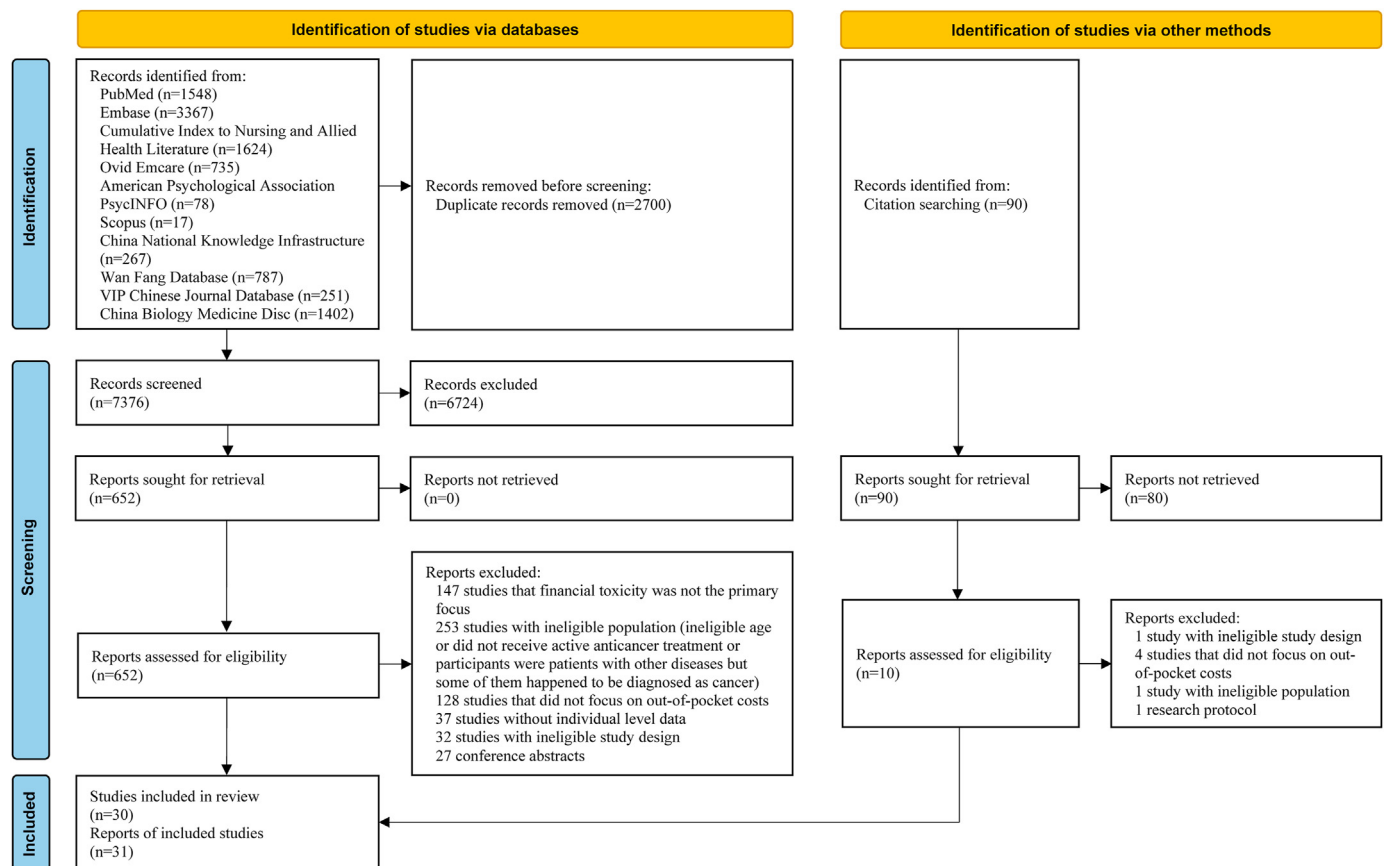 Identification of studies via databases
Identification of studies via other methods
Identification
Records identified from:
PubMed (n=1548)
Embase (n=3367)
Cumulative Index to Nursing and Allied
Health Literature (n=1624)
Ovid Emcare (n=735)
American Psychological Association
PsycINFO (n=78)
Scopus (n=17)
China National Knowledge Infrastructure
(n=267)
Wan Fang Database (n=787)
VIP Chinese Journal Database (n=251)
China Biology Medicine Disc (n=1402)
Records removed before screening:
Duplicate records removed (n=2700)
Records identified from:
Citation searching (n=90)
Screening
Records screened
(n=7376)
Records excluded
(n=6724)
Reports sought for retrieval
(n=652)
Reports not retrieved
(n=0)
Reports sought for retrieval
(n=90)
Reports not retrieved
(n=80)
Reports assessed for eligibility
(n=652)
Reports excluded:
147 studies that financial toxicity was not the primary
focus
253 studies with ineligible population (ineligible age
or did not receive active anticancer treatment or
participants were patients with other diseases but
some of them happened to be diagnosed as cancer)
128 studies that did not focus on out-of-pocket costs
37 studies without individual level data
32 studies with ineligible study design
27 conference abstracts
Reports assessed for eligibility
(n=10)
Reports excluded:
1 study with ineligible study design
4 studies that did not focus on out-
of-pocket costs
1 study with ineligible population
1 research protocol
Included
Studies included in review
(n=30)
Reports of included studies
(n=31)